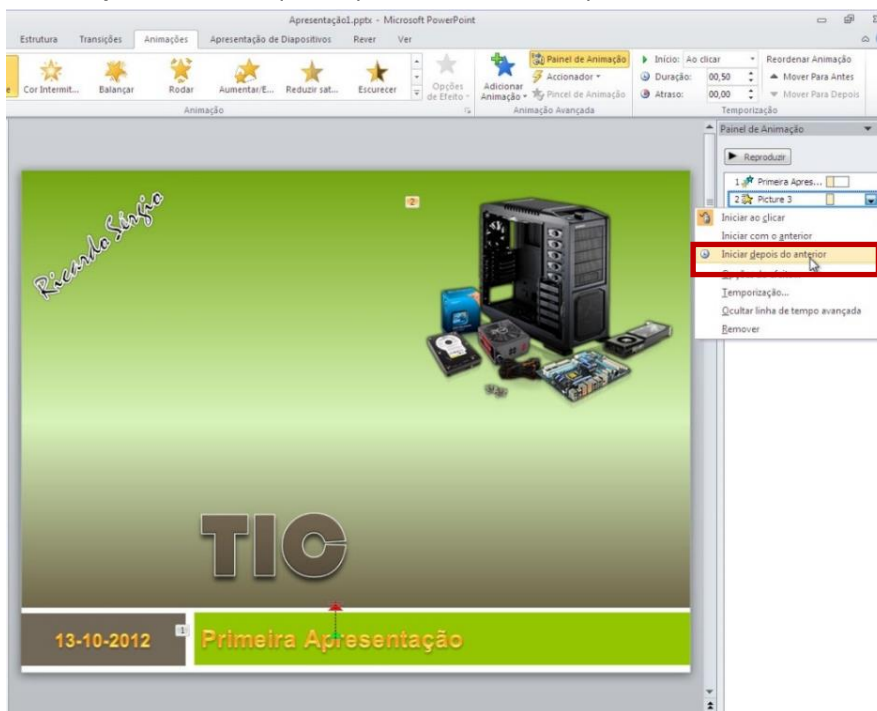 Apresentação1.pptx - Microsoft PowerPoint
Estrutura Transições Animações Apresentação de Diapositivos Rever Ver
Cor Intermit... Balançar Rodar Aumentar/E... Reduzir sat... Escurecer
Opções de Efeito
Adicionar Animação
Painel de Animação
Accionador
Pincel de Animação
Início: Ao clicar
Duração: 00,50
Atraso: 00,00
Reordenar Animação
Mover Para Antes
Mover Para Depois
Animação Animação Avançada Temporização
Painel de Animação
Reproduzir
1 Primeira Apres...
2 Picture 3
Iniciar ao clicar
Iniciar com o anterior
Iniciar depois do anterior
Temporização...
Ocultar linha de tempo avançada
Remover
Ricardo Sérgio
2
TIC
13-10-2012
1
Primeira Apresentação